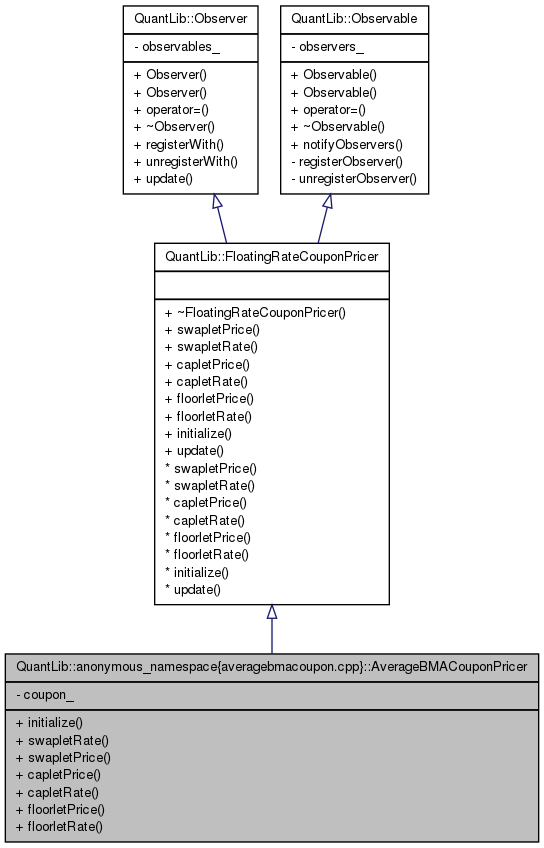 QuantLib::Observer
- observables_
+ Observer()
+ Observer()
+ operator=()
+ ~Observer()
+ registerWith()
+ unregisterWith()
+ update()
QuantLib::Observable
- observers_
+ Observable()
+ Observable()
+ operator=()
+ ~Observable()
+ notifyObservers()
- registerObserver()
- unregisterObserver()
QuantLib::FloatingRateCouponPricer
+ ~FloatingRateCouponPricer()
+ swapletPrice()
+ swapletRate()
+ capletPrice()
+ capletRate()
+ floorletPrice()
+ floorletRate()
+ initialize()
+ update()
* swapletPrice()
* swapletRate()
* capletPrice()
* capletRate()
* floorletPrice()
* floorletRate()
* initialize()
* update()
QuantLib::anonymous_namespace{averagebmacoupon.cpp}::AverageBMACouponPricer
- coupon_
+ initialize()
+ swapletRate()
+ swapletPrice()
+ capletPrice()
+ capletRate()
+ floorletPrice()
+ floorletRate()